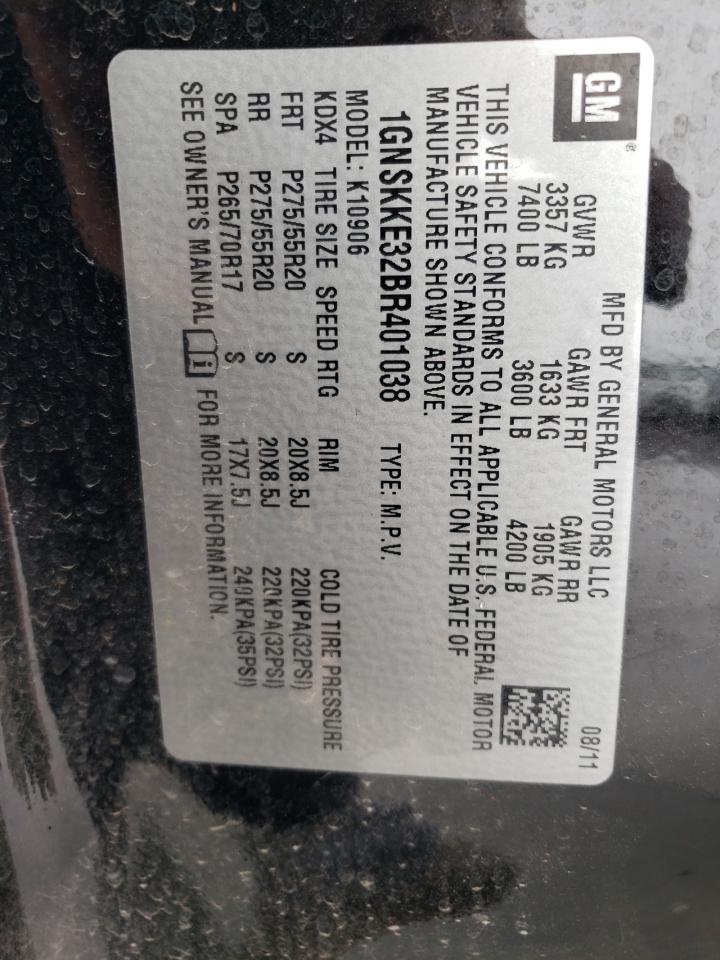 GM
MFD BY GENERAL MOTORS LLC 08/11
GVWR GAWR FRT GAWR RR
3357 KG 1633 KG 1905 KG
7400 LB 3600 LB 4200 LB
THIS VEHICLE CONFORMS TO ALL APPLICABLE U.S. FEDERAL MOTOR
VEHICLE SAFETY STANDARDS IN EFFECT ON THE DATE OF
MANUFACTURE SHOWN ABOVE.
1GNSKKE32BR401038 TYPE: M.P.V.
MODEL: K10906
KDX4 TIRE SIZE SPEED RTG RIM COLD TIRE PRESSURE
FRT P275/55R20 S 20X8.5J 220KPA(32PSI)
RR P275/55R20 S 20X8.5J 220KPA(32PSI)
SPA P265/70R17 S 17X7.5J 240KPA(35PSI)
SEE OWNER'S MANUAL i FOR MORE INFORMATION.